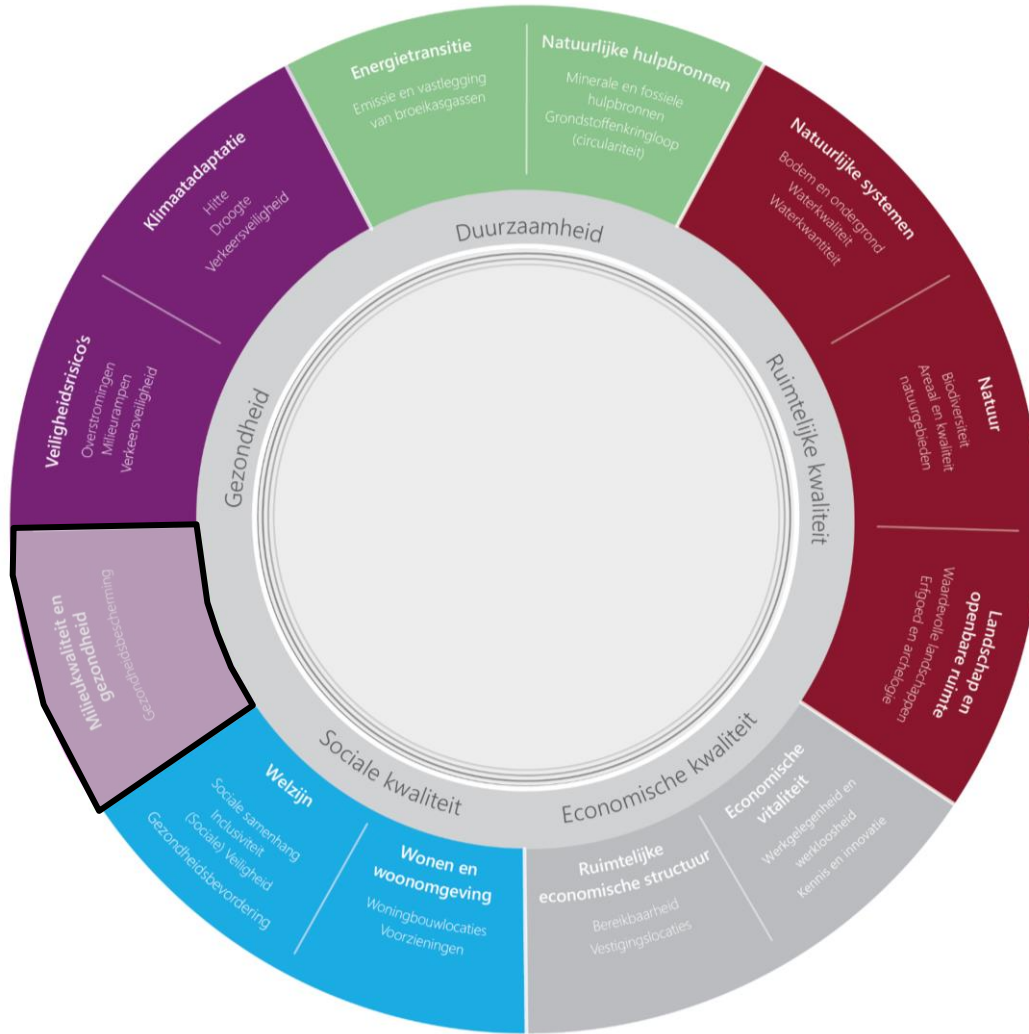 Energietransitie
Emissie en vastlegging
van broeikasgassen
Natuurlijke hulpbronnen
Minerale en fossiele
hulpbronnen
Grondstoffenkringloop
(circulariteit)
Natuurlijke systemen
Bodem en ondergrond
Waterkwaliteit
Waterkwantiteit
Natuur
Biodiversiteit
Areaal en kwaliteit
natuurgebieden
Landschap en
openbare ruimte
Waardevolle landschappen
Erfgoed en archelogie
Economische
vitaliteit
Werkgelegenheid en
werkloosheid
Kennis en innovatie
Ruimtelijke
economische structuur
Bereikbaarheid
Vestigingslocaties
Wonen en
woonomgeving
Woningbouwlocaties
Voorzieningen
Welzijn
Sociale samenhang
Inclusiviteit
(Sociale) Veiligheid
Gezondheidsbevordering
Milieukwaliteit en
gezondheid
Gezondheidsbescherming
Veiligheidsrisico's
Overstromingen
Milieurampen
Verkeersveiligheid
Klimaatadaptatie
Hitte
Droogte
Verkeersveiligheid
Duurzaamheid
Ruimtelijke kwaliteit
Economische kwaliteit
Sociale kwaliteit
Gezondheid